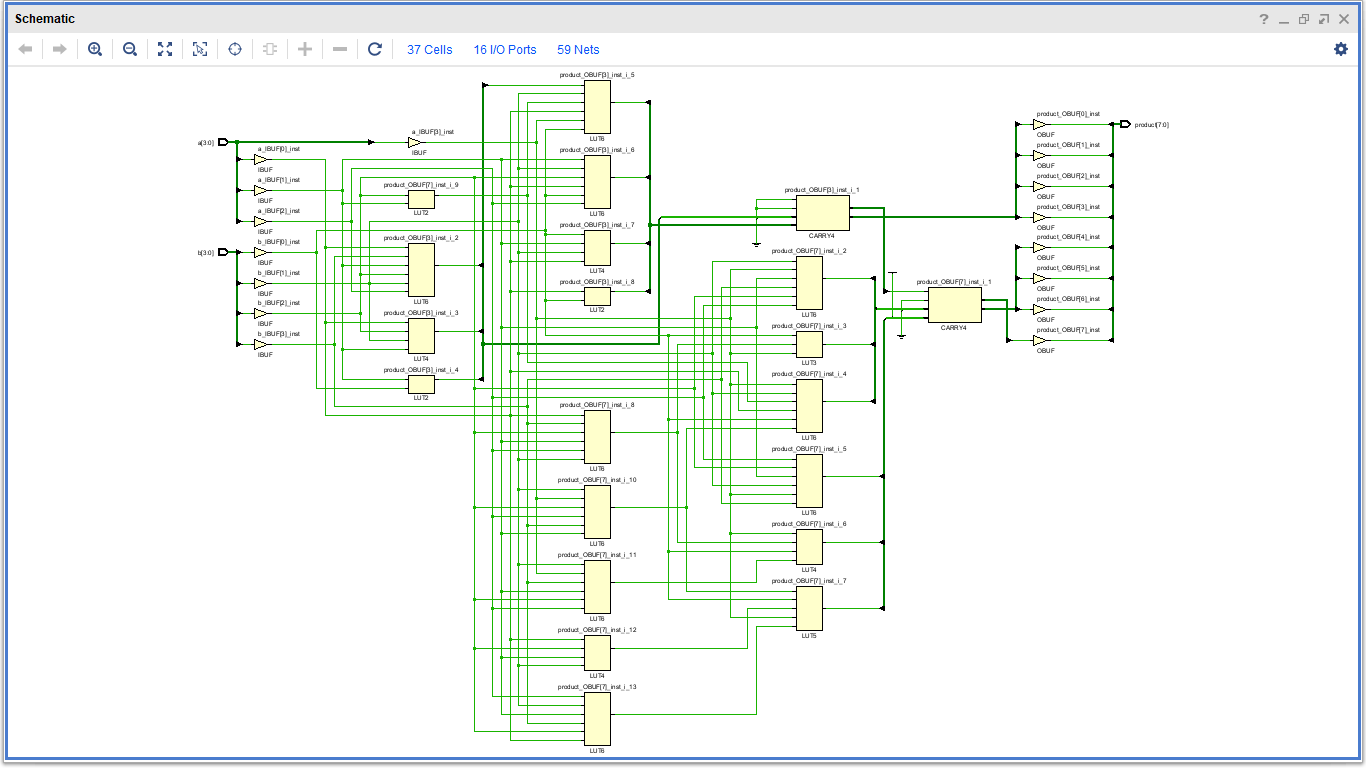 Schematic
37 Cells 16 I/O Ports 59 Nets
a[3:0]
a_IBUF[0]_inst
IBUF
a_IBUF[1]_inst
IBUF
a_IBUF[2]_inst
IBUF
b[3:0]
b_IBUF[0]_inst
IBUF
b_IBUF[1]_inst
IBUF
b_IBUF[2]_inst
IBUF
b_IBUF[3]_inst
IBUF
a_IBUF[3]_inst
IBUF
product_OBUF[7]_inst_i_9
LUT2
product_OBUF[3]_inst_i_2
LUT6
product_OBUF[3]_inst_i_3
LUT4
product_OBUF[3]_inst_i_4
LUT2
product_OBUF[3]_inst_i_5
LUT6
product_OBUF[3]_inst_i_6
LUT6
product_OBUF[3]_inst_i_7
LUT4
product_OBUF[3]_inst_i_8
LUT2
product_OBUF[7]_inst_i_8
LUT6
product_OBUF[7]_inst_i_10
LUT6
product_OBUF[7]_inst_i_11
LUT6
product_OBUF[7]_inst_i_12
LUT4
product_OBUF[7]_inst_i_13
LUT6
product_OBUF[3]_inst_i_1
CARRY4
product_OBUF[7]_inst_i_2
LUT6
product_OBUF[7]_inst_i_3
LUT3
product_OBUF[7]_inst_i_4
LUT6
product_OBUF[7]_inst_i_5
LUT6
product_OBUF[7]_inst_i_6
LUT4
product_OBUF[7]_inst_i_7
LUT5
product_OBUF[7]_inst_i_1
CARRY4
product_OBUF[0]_inst
OBUF
product_OBUF[1]_inst
OBUF
product_OBUF[2]_inst
OBUF
product_OBUF[3]_inst
OBUF
product_OBUF[4]_inst
OBUF
product_OBUF[5]_inst
OBUF
product_OBUF[6]_inst
OBUF
product_OBUF[7]_inst
OBUF
product[7:0]